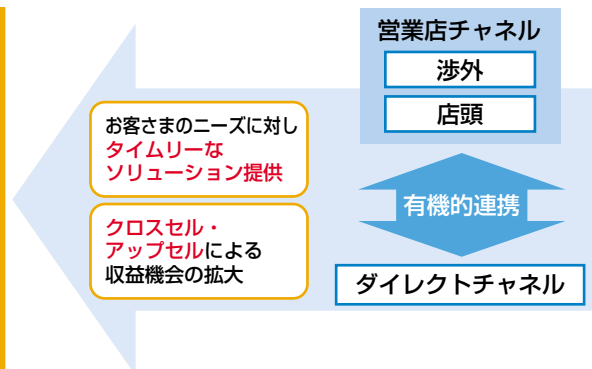 営業店チャネル
渉外
店頭
お客さまのニーズに対し
タイムリーな
ソリューション提供
有機的連携
クロスセル・
アップセルによる
収益機会の拡大
ダイレクトチャネル